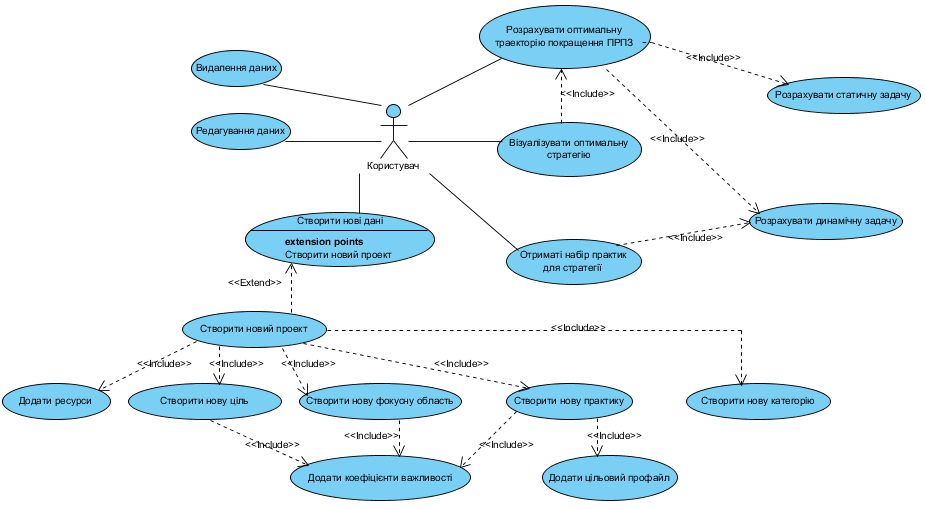 Розрахувати оптимальну
траекторію покращення ПРПЗ
<<Include>>
Видалення даних
<<Include>>
Розрахувати статичну задачу
Редагування даних
<<Include>>
Візуалізувати оптимальну
стратегію
Користувач
Створити нові дані
extension points
Створити новий проект
Розрахувати динамічну задачу
<<Include>>
Отриматі набір практик
для стратегії
<<Extend>>
Створити новий проект
<<Include>>
<<Include>>
<<Include>>
<<Include>>
<<Include>>
Додати ресурси
Створити нову ціль
Створити нову фокусну область
Створити нову практику
Створити нову категорію
<<Include>>
<<Include>>
<<Include>>
<<Include>>
Додати коефіцієнти важливості
Додати цільовий профайл